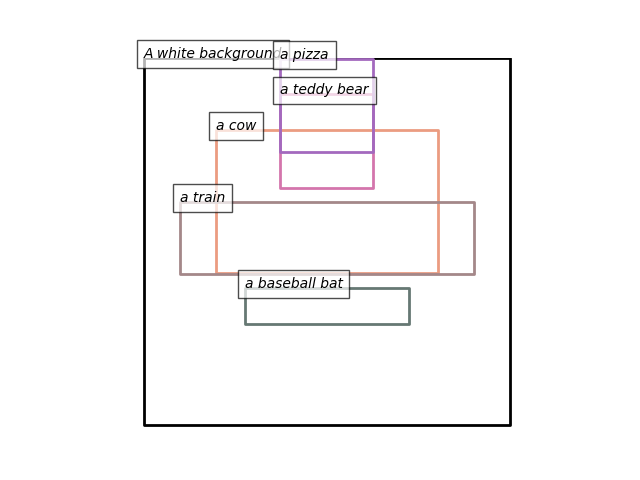 A white background
a pizza
a teddy bear
a cow
a train
a baseball bat